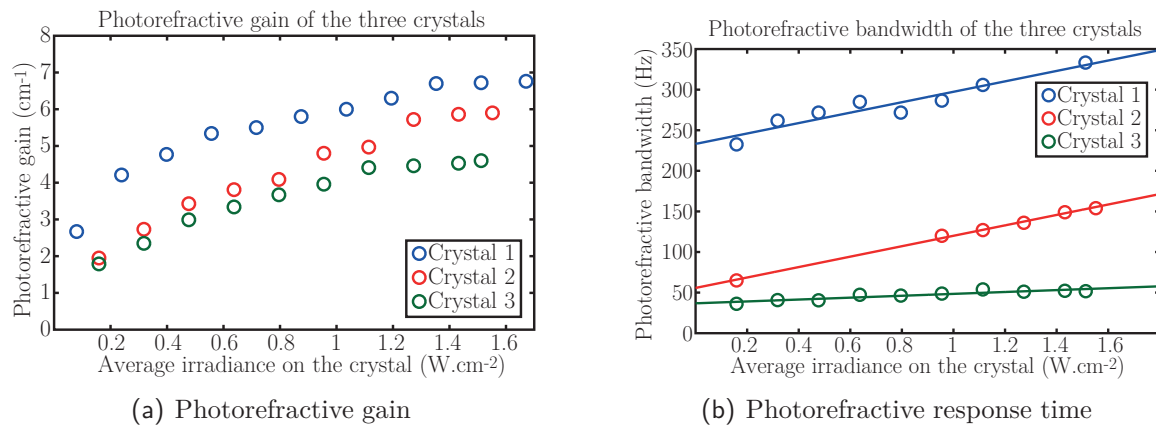 Photorefractive gain of the three crystals
Photorefractive gain (cm-1)
8
7
6
5
4
3
2
1
0
0.2 0.4 0.6 0.8 1 1.2 1.4 1.6
Crystal 1
Crystal 2
Crystal 3
Average irradiance on the crystal (W.cm-2)
(a) Photorefractive gain
Photorefractive bandwidth of the three crystals
Photorefractive bandwidth (Hz)
350
300
250
200
150
100
50
0
0.2 0.4 0.6 0.8 1 1.2 1.4 1.6
Crystal 1
Crystal 2
Crystal 3
Average irradiance on the crystal (W.cm-2)
(b) Photorefractive response time